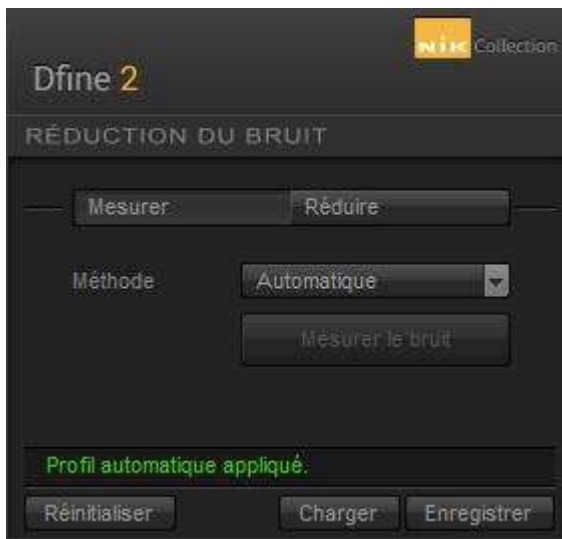 NIK Collection
Dfine 2
RÉDUCTION DU BRUIT
Mesurer Réduire
Méthode Automatique
Mesurer le bruit
Profil automatique appliqué.
Réinitialiser Charger Enregistrer